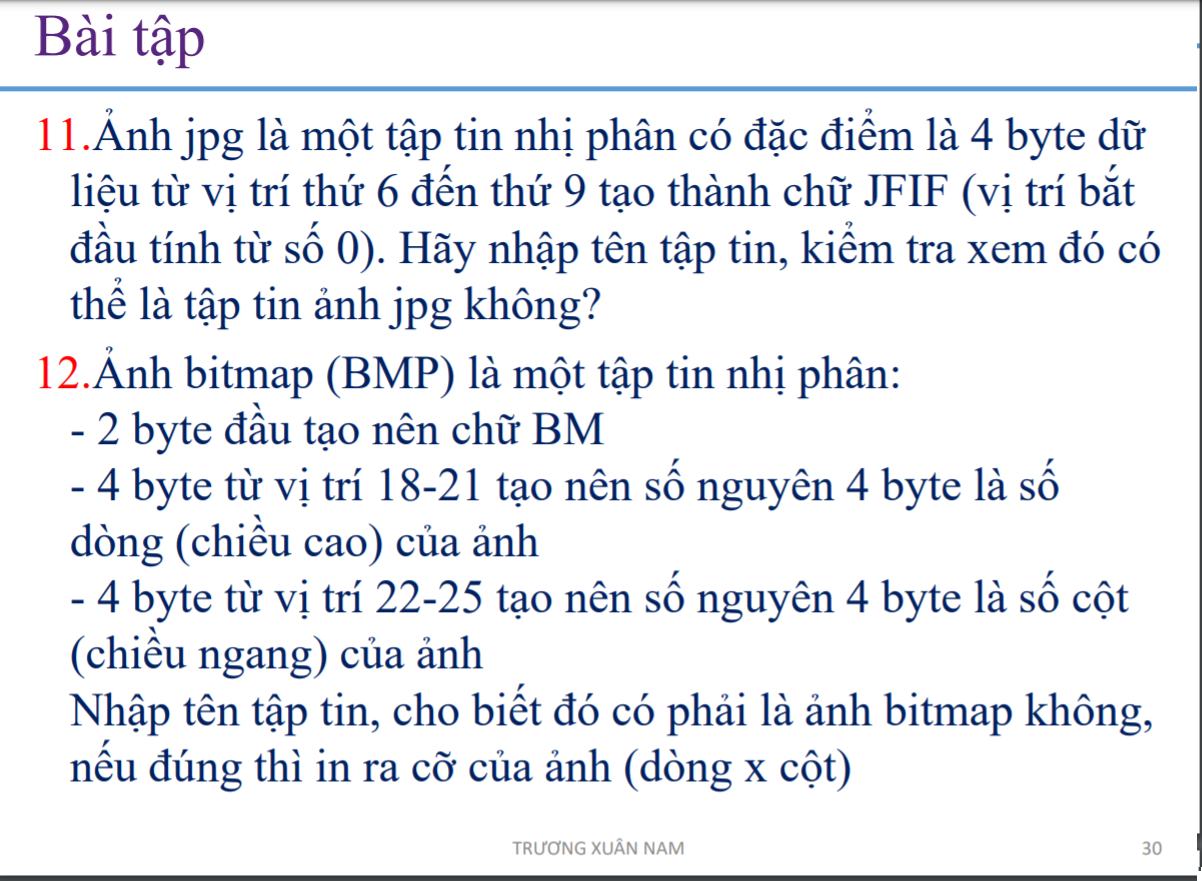 Bài tập
11.Ảnh jpg là một tập tin nhị phân có đặc điểm là 4 byte dữ
liệu từ vị trí thứ 6 đến thứ 9 tạo thành chữ JFIF (vị trí bắt
đầu tính từ số 0). Hãy nhập tên tập tin, kiểm tra xem đó có
thể là tập tin ảnh jpg không?
12.Ảnh bitmap (BMP) là một tập tin nhị phân:
- 2 byte đầu tạo nên chữ BM
- 4 byte từ vị trí 18-21 tạo nên số nguyên 4 byte là số
dòng (chiều cao) của ảnh
- 4 byte từ vị trí 22-25 tạo nên số nguyên 4 byte là số cột
(chiều ngang) của ảnh
Nhập tên tập tin, cho biết đó có phải là ảnh bitmap không,
nếu đúng thì in ra cỡ của ảnh (dòng x cột)
TRƯƠNG XUÂN NAM
30